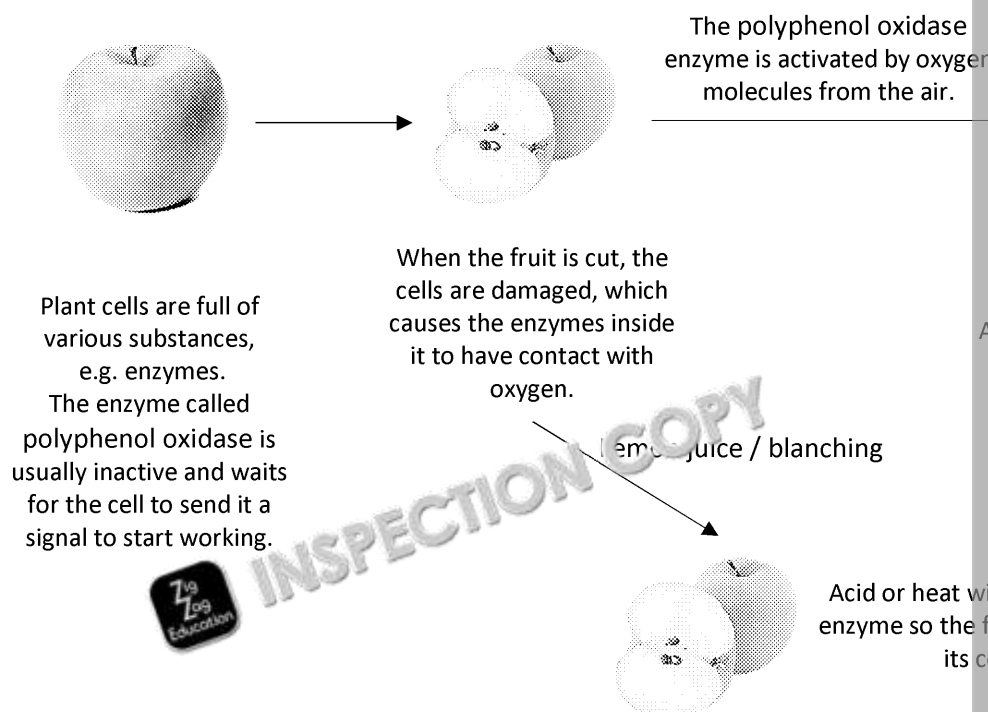 The polyphenol oxidase
enzyme is activated by oxygen
molecules from the air.
When the fruit is cut, the
cells are damaged, which
causes the enzymes inside
it to have contact with
oxygen.
Plant cells are full of
various substances,
e.g. enzymes.
The enzyme called
polyphenol oxidase is
usually inactive and waits
for the cell to send it a
signal to start working.
Lemon juice / blanching
INSPECTION COPY
Zig
Zag
Education
Acid or heat
enzyme so the
its